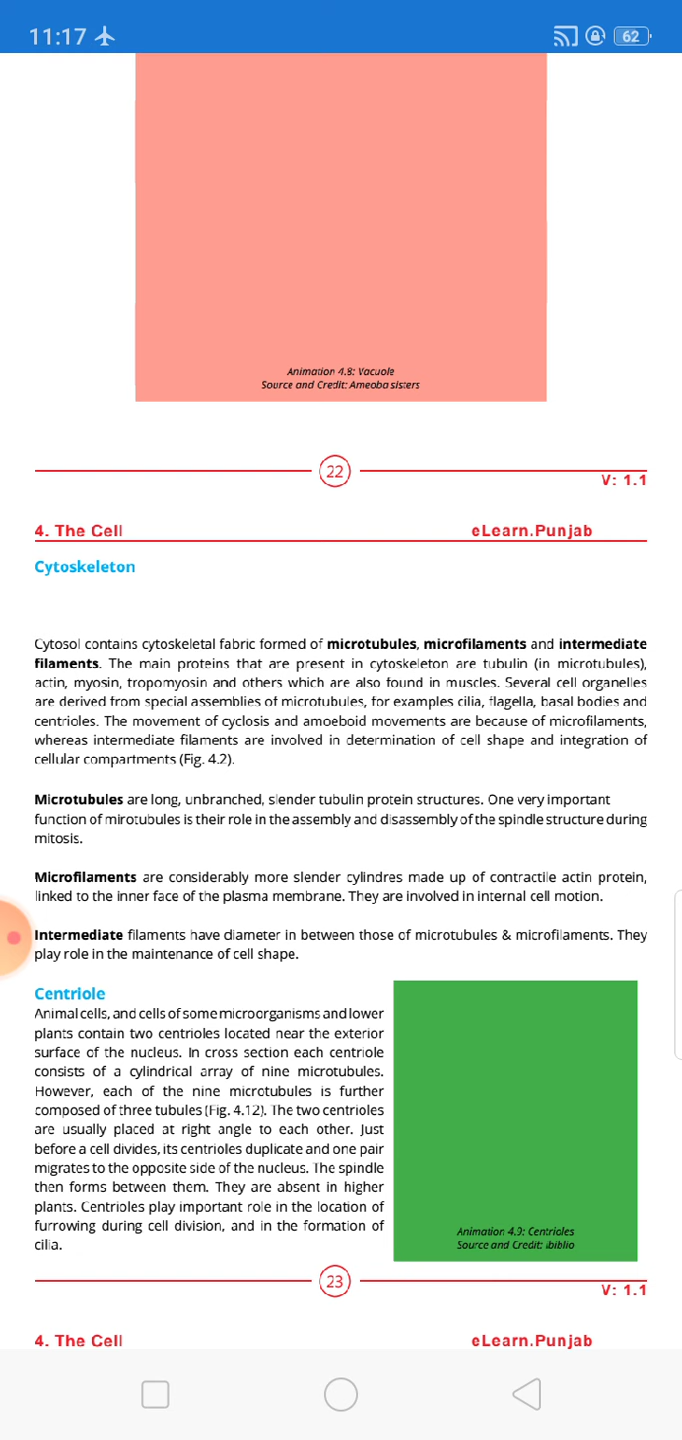 11:17
62
Animation 4.8: Vacuole
Source and Credit: Ameoba sisters
22
V: 1.1
4. The Cell eLearn.Punjab
Cytoskeleton
Cytosol contains cytoskeletal fabric formed of microtubules, microfilaments and intermediate
filaments. The main proteins that are present in cytoskeleton are tubulin (in microtubules),
actin, myosin, tropomyosin and others which are also found in muscles. Several cell organelles
are derived from special assemblies of microtubules, for examples cilia, flagella, basal bodies and
centrioles. The movement of cyclosis and amoeboid movements are because of microfilaments,
whereas intermediate filaments are involved in determination of cell shape and integration of
cellular compartments (Fig. 4.2).
Microtubules are long, unbranched, slender tubulin protein structures. One very important
function of mirotubules is their role in the assembly and disassembly of the spindle structure during
mitosis.
Microfilaments are considerably more slender cylindres made up of contractile actin protein,
linked to the inner face of the plasma membrane. They are involved in internal cell motion.
Intermediate filaments have diameter in between those of microtubules & microfilaments. They
play role in the maintenance of cell shape.
Centriole
Animal cells, and cells of some microorganisms and lower
plants contain two centrioles located near the exterior
surface of the nucleus. In cross section each centriole
consists of a cylindrical array of nine microtubules.
However, each of the nine microtubules is further
composed of three tubules (Fig. 4.12). The two centrioles
are usually placed at right angle to each other. Just
before a cell divides, its centrioles duplicate and one pair
migrates to the opposite side of the nucleus. The spindle
then forms between them. They are absent in higher
plants. Centrioles play important role in the location of
furrowing during cell division, and in the formation of
cilia.
Animation 4.9: Centrioles
Source and Credit: ibiblio
23
V: 1.1
4. The Cell eLearn.Punjab